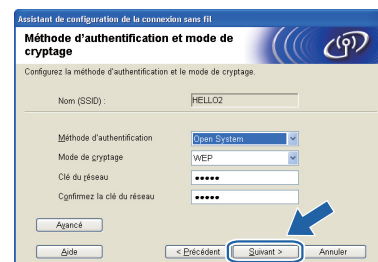 Assistant de configuration de la connexion sans fil
Méthode d'authentification et mode de
cryptage
Configurez la méthode d'authentification et le mode de cryptage.
Nom (SSID) : HELLO2
Méthode d'authentification Open System
Mode de cryptage WEP
Clé du réseau •••••
Confirmez la clé du réseau •••••
Avancé
Aide < Précédent Suivant > Annuler